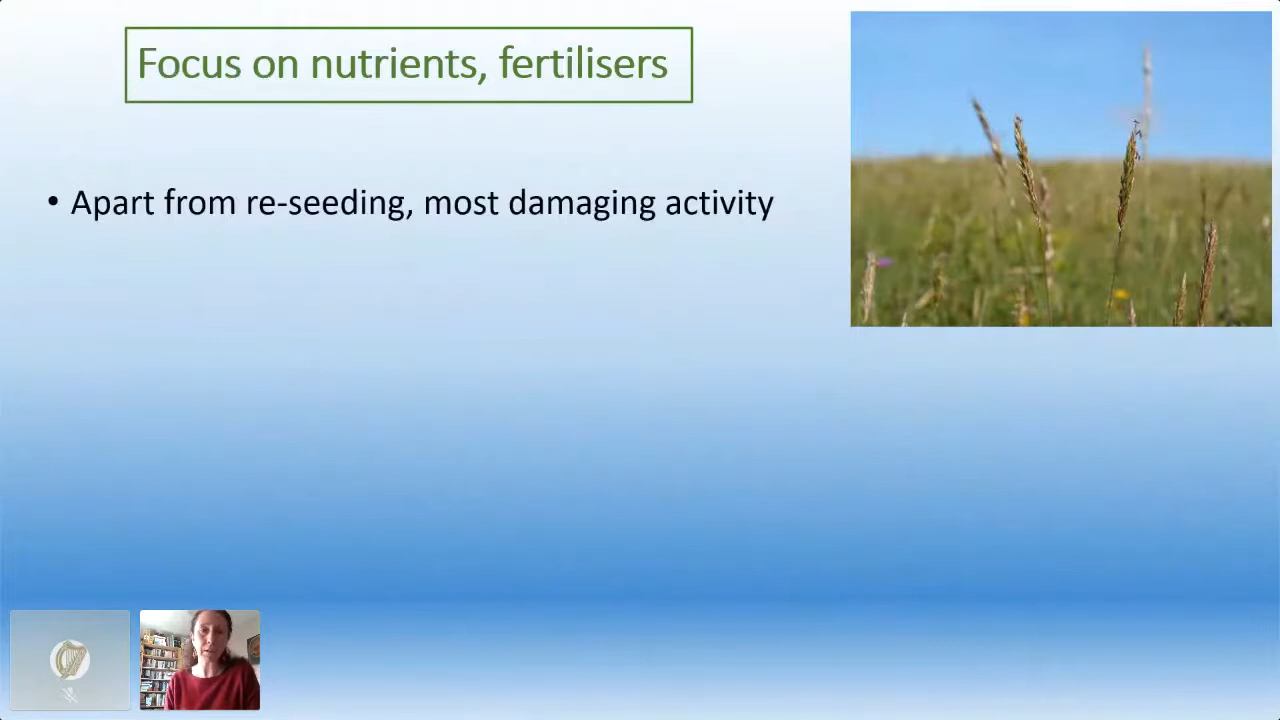 Focus on nutrients, fertilisers
• Apart from re-seeding, most damaging activity